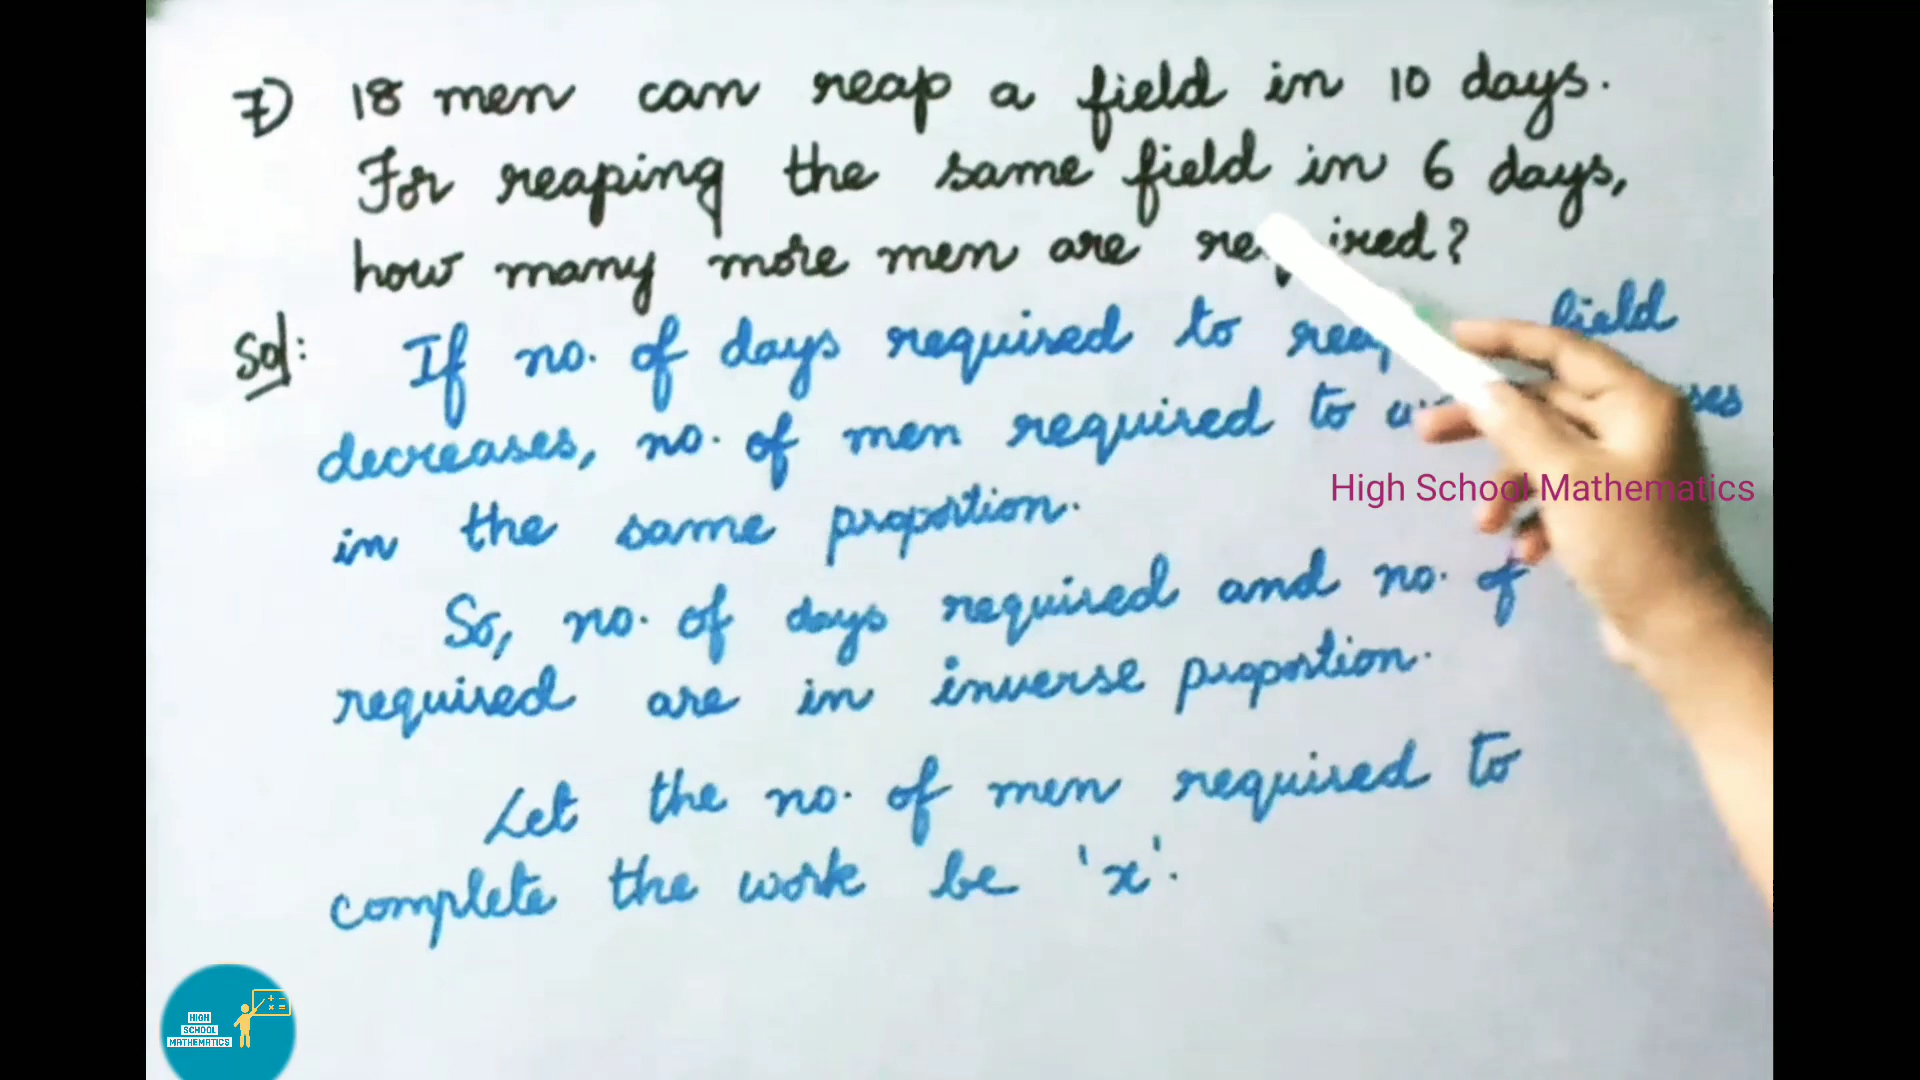 7) 18 men can reap a field in 10 days.
For reaping the same field in 6 days,
how many more men are required?
Sol: If no. of days required to reap field
decreases, no. of men required to
in the same proportion.
High School Mathematics
So, no. of days required and no. of
required are in inverse proportion.
Let the no. of men required to
complete the work be 'x'.
HIGH
SCHOOL
MATHEMATICS